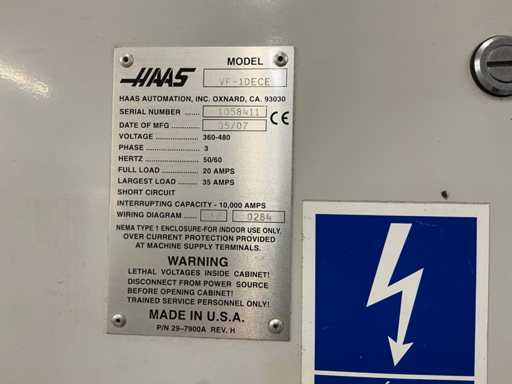 MODEL
HAAS VF-1DECE
HAAS AUTOMATION, INC. OXNARD, CA. 93030
SERIAL NUMBER ...... 1058411
DATE OF MFG ........... 05/07 CE
VOLTAGE .................. 360-480
PHASE ...................... 3
HERTZ ...................... 50/60
FULL LOAD .............. 20 AMPS
LARGEST LOAD ....... 35 AMPS
SHORT CIRCUIT
INTERRUPTING CAPACITY - 10,000 AMPS
WIRING DIAGRAM ..... 0284
NEMA TYPE 1 ENCLOSURE-FOR INDOOR USE ONLY.
OVER CURRENT PROTECTION PROVIDED
AT MACHINE SUPPLY TERMINALS.
WARNING
LETHAL VOLTAGES INSIDE CABINET!
DISCONNECT FROM POWER SOURCE
BEFORE OPENING CABINET!
TRAINED SERVICE PERSONNEL ONLY!
MADE IN U.S.A.
P/N 29-7900A REV. H